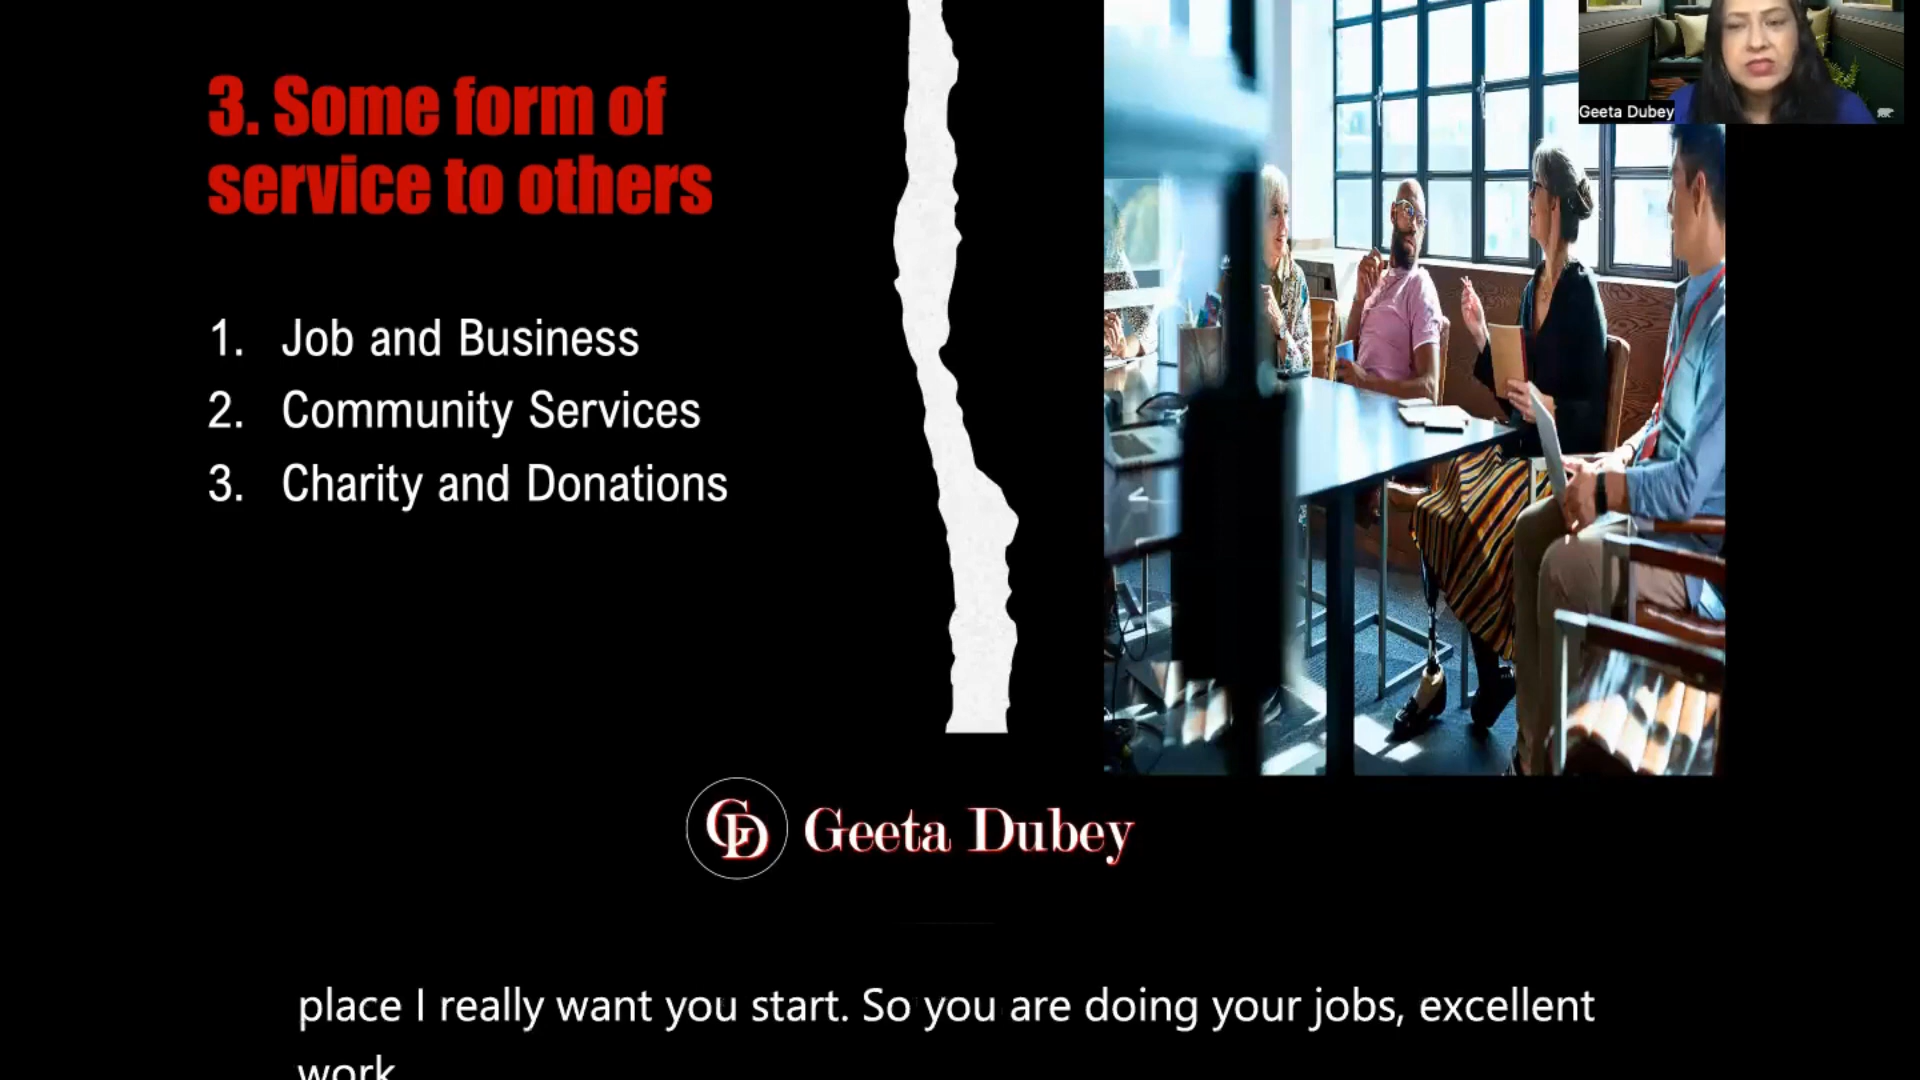 3. Some form of
service to others
1. Job and Business
2. Community Services
3. Charity and Donations
Geeta Dubey
GD Geeta Dubey
place I really want you start. So you are doing your jobs, excellent
work